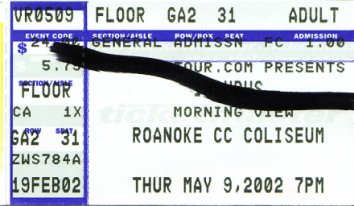 VR0509 FLOOR GA2 31 ADULT
EVENT CODE SECTION/AISLE ROW/BOX SEAT ADMISSION
$ GENERAL ADMISSN FC 1.00
5.75 TOUR.COM PRESENTS
SECTION/AISLE
FLOOR
CA 1X MORNING VIEW
ROW SEAT
GA2 31 ROANOKE CC COLISEUM
ZWS784A
19FEB02 THUR MAY 9,2002 7PM